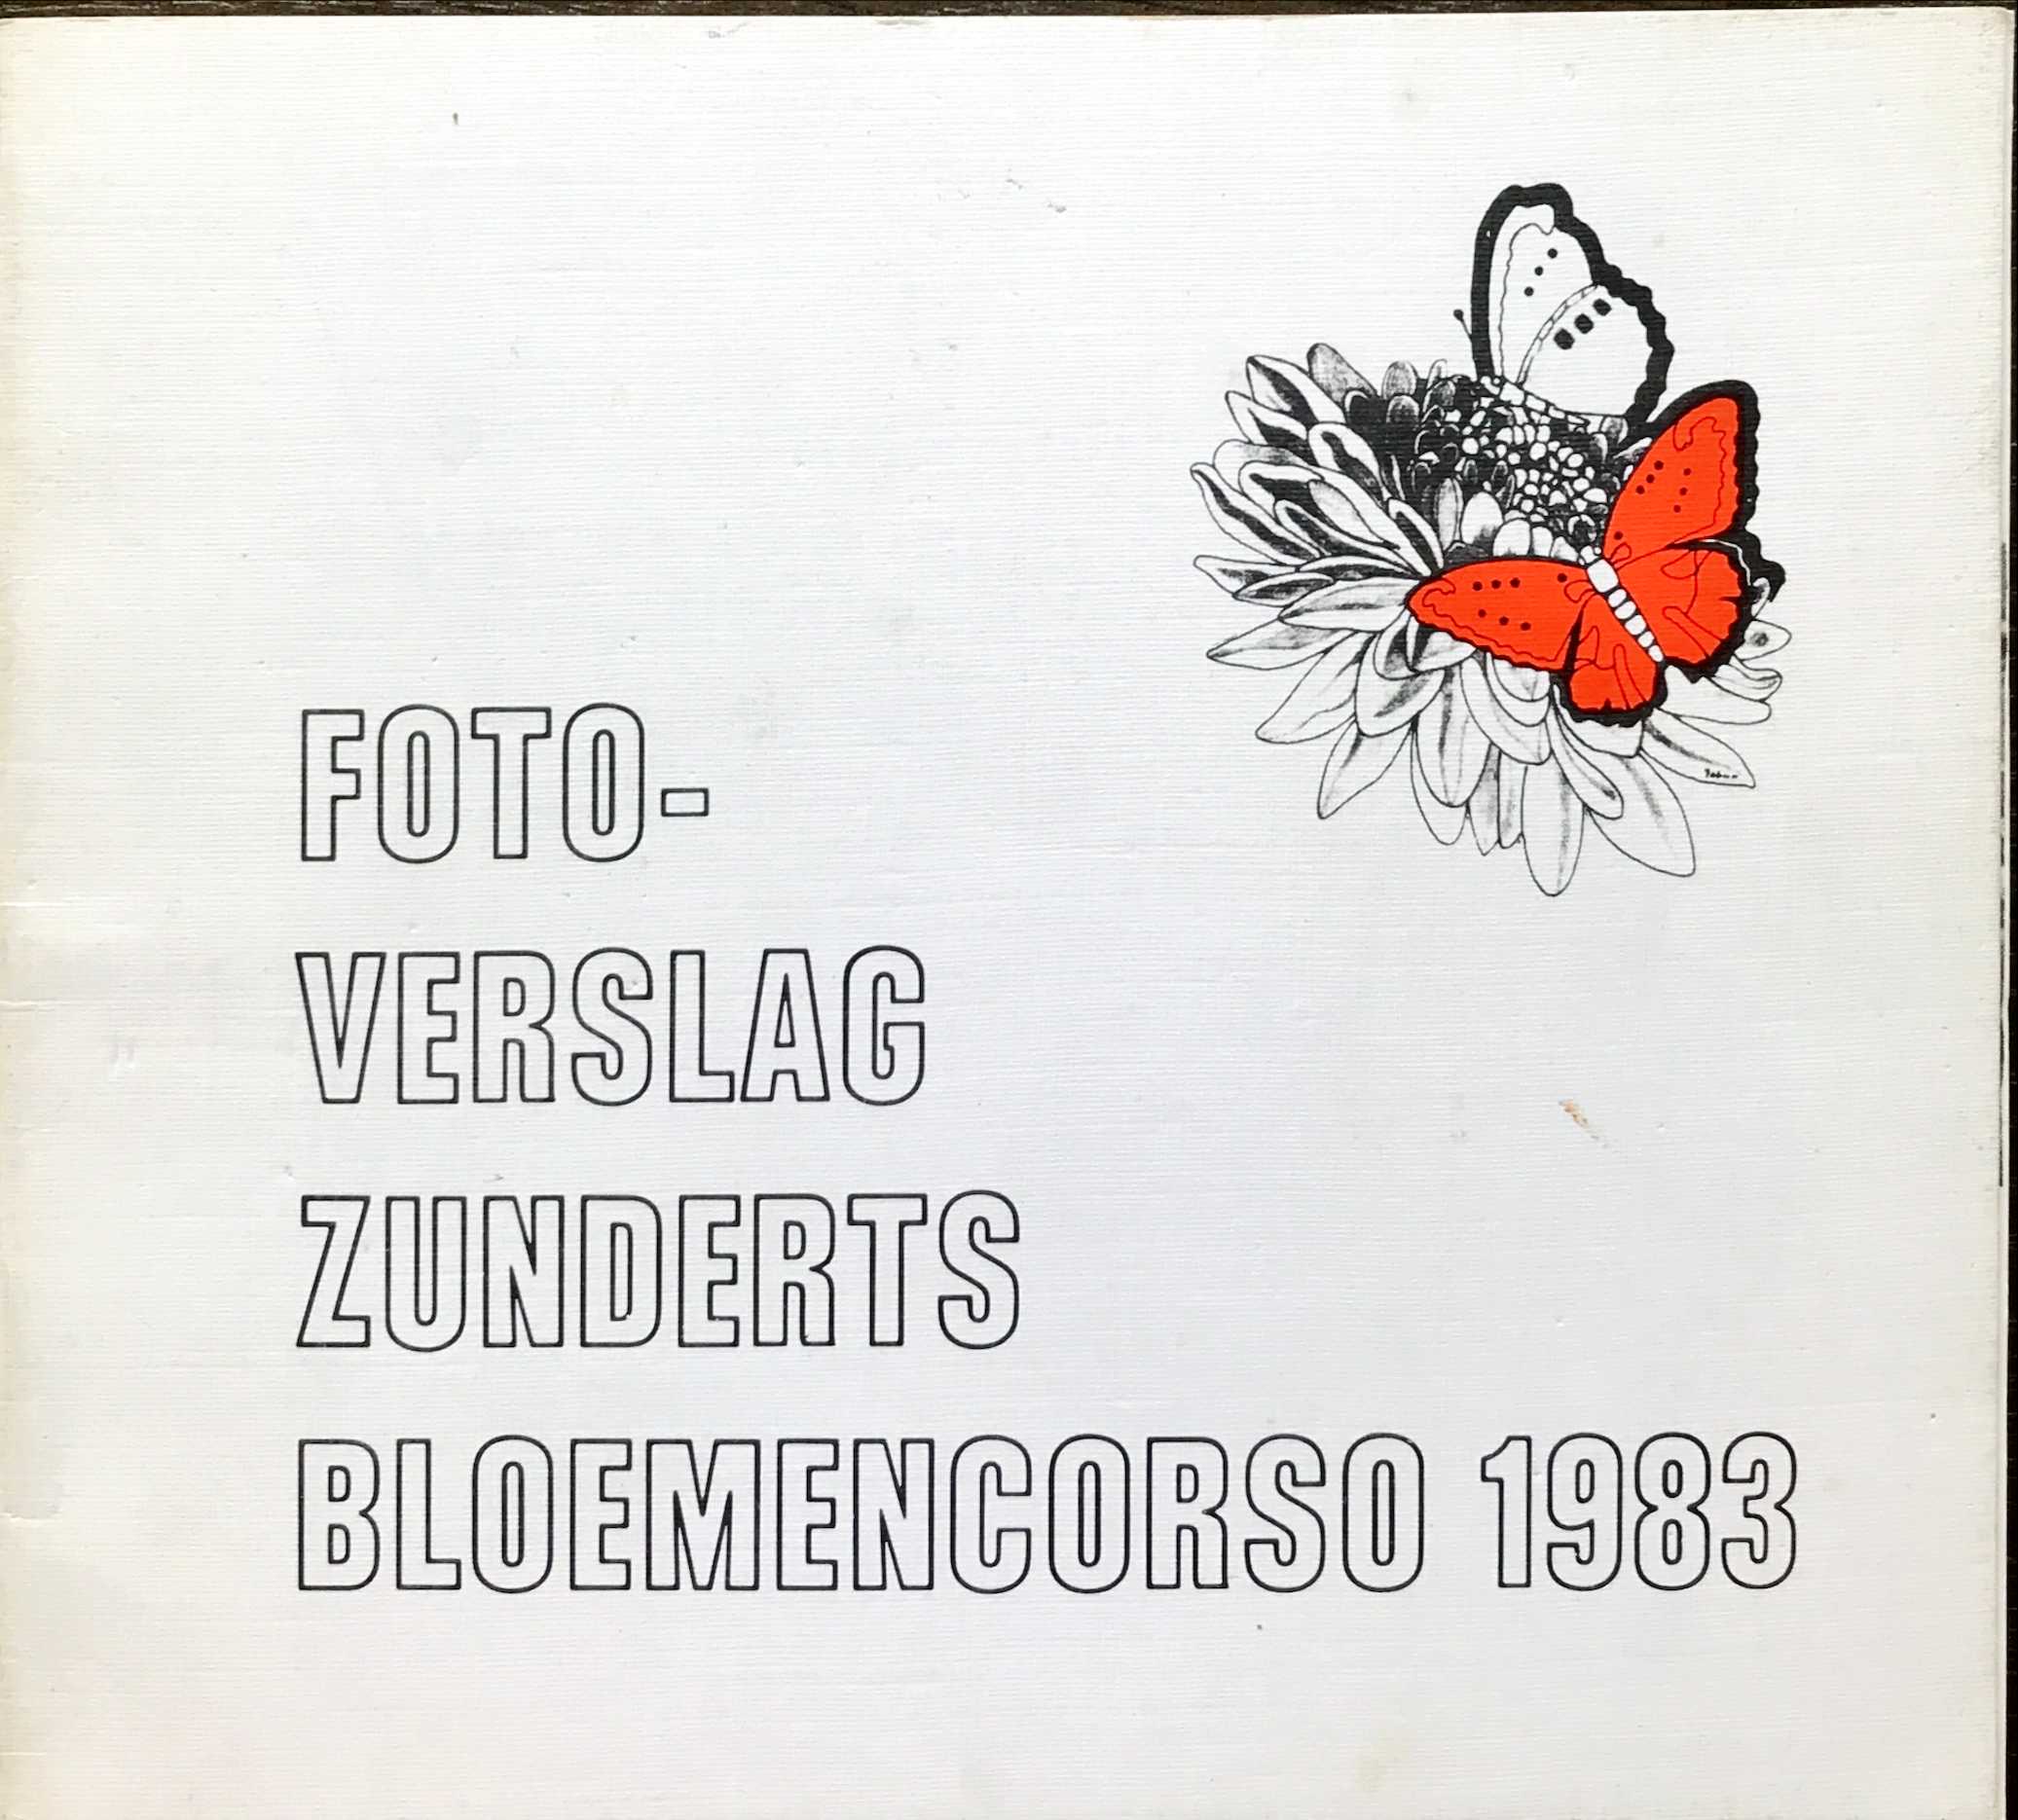 FOTO-
VERSLAG
ZUNDERTS
BLOEMENCORSO 1983